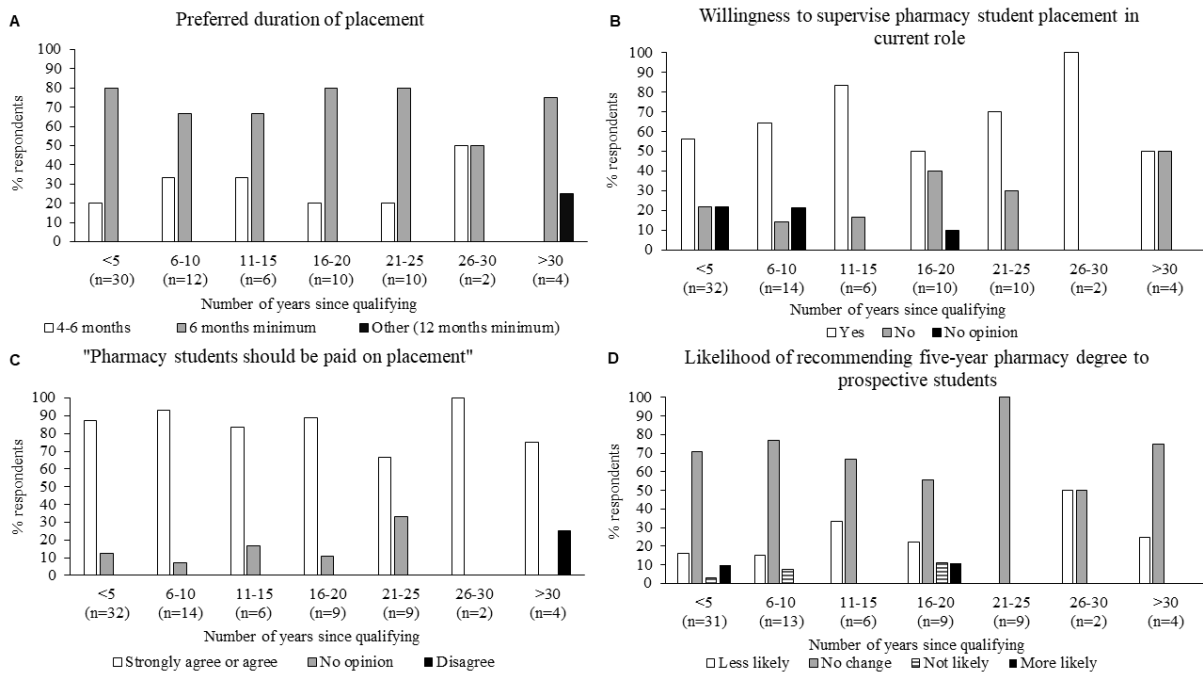 A
Preferred duration of placement
100
90
80
70
60
50
40
30
20
10
0
% respondents
<5 6-10 11-15 16-20 21-25 26-30 >30
(n=30) (n=12) (n=6) (n=10) (n=10) (n=2) (n=4)
Number of years since qualifying
4-6 months 6 months minimum Other (12 months minimum)
B
Willingness to supervise pharmacy student placement in
current role
100
90
80
70
60
50
40
30
20
10
0
% respondents
<5 6-10 11-15 16-20 21-25 26-30 >30
(n=32) (n=14) (n=6) (n=10) (n=10) (n=2) (n=4)
Number of years since qualifying
Yes No No opinion
C
"Pharmacy students should be paid on placement"
100
90
80
70
60
50
40
30
20
10
0
% respondents
<5 6-10 11-15 16-20 21-25 26-30 >30
(n=32) (n=14) (n=6) (n=9) (n=9) (n=2) (n=4)
Number of years since qualifying
Strongly agree or agree No opinion Disagree
D
Likelihood of recommending five-year pharmacy degree to
prospective students
100
90
80
70
60
50
40
30
20
10
0
% respondents
<5 6-10 11-15 16-20 21-25 26-30 >30
(n=31) (n=13) (n=6) (n=9) (n=9) (n=2) (n=4)
Number of years since qualifying
Less likely No change Not likely More likely